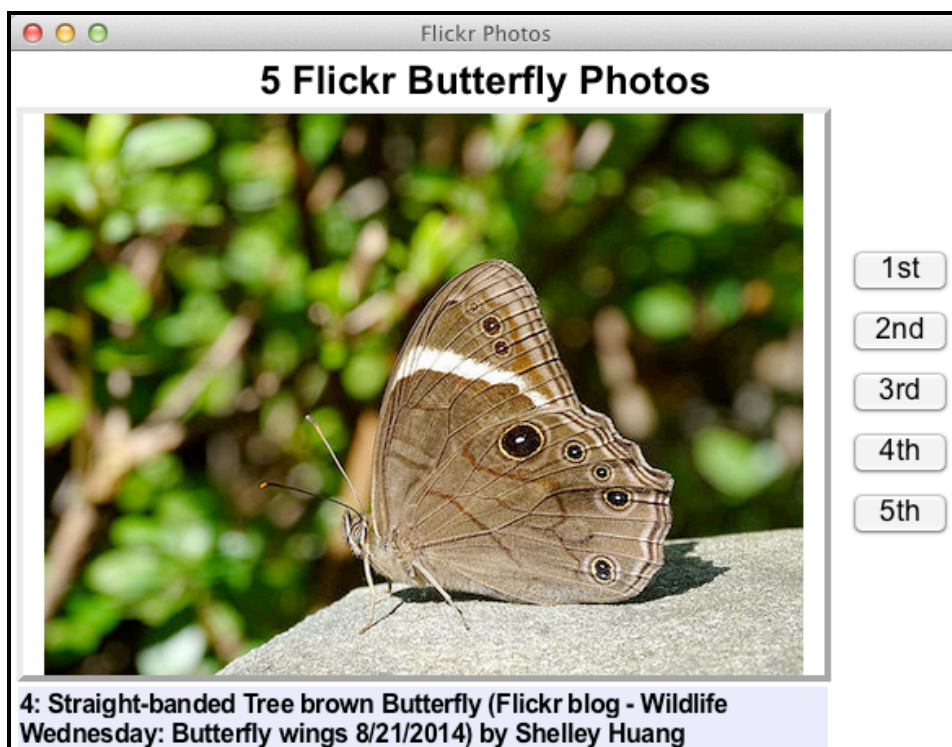 Flickr Photos
5 Flickr Butterfly Photos
1st
2nd
3rd
4th
5th
4: Straight-banded Tree brown Butterfly (Flickr blog - Wildlife
Wednesday: Butterfly wings 8/21/2014) by Shelley Huang